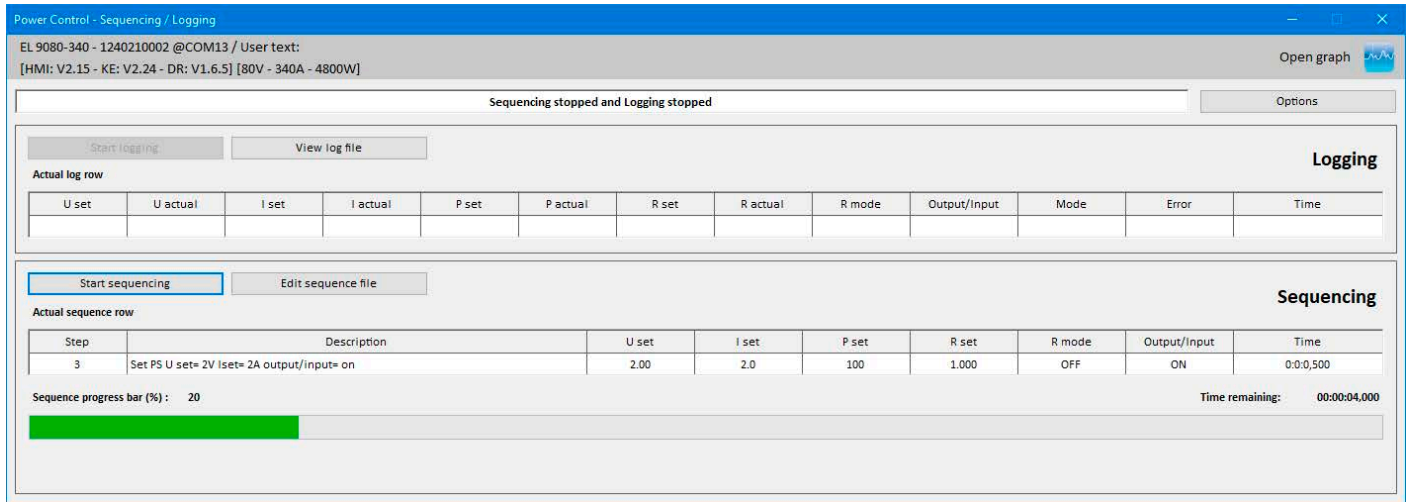 Power Control - Sequencing / Logging
EL 9080-340 - 1240210002 @COM13 / User text:
[HMI: V2.15 - KE: V2.24 - DR: V1.6.5] [80V - 340A - 4800W]
Open graph
Sequencing stopped and Logging stopped
Options
Start logging
View log file
Logging
Actual log row
U set U actual I set I actual P set P actual R set R actual R mode Output/Input Mode Error Time
Start sequencing
Edit sequence file
Sequencing
Actual sequence row
Step Description U set I set P set R set R mode Output/Input Time
3 Set PS U set= 2V Iset= 2A output/input= on 2.00 2.0 100 1.000 OFF ON 0:0:0,500
Sequence progress bar (%) : 20
Time remaining: 00:00:04,000